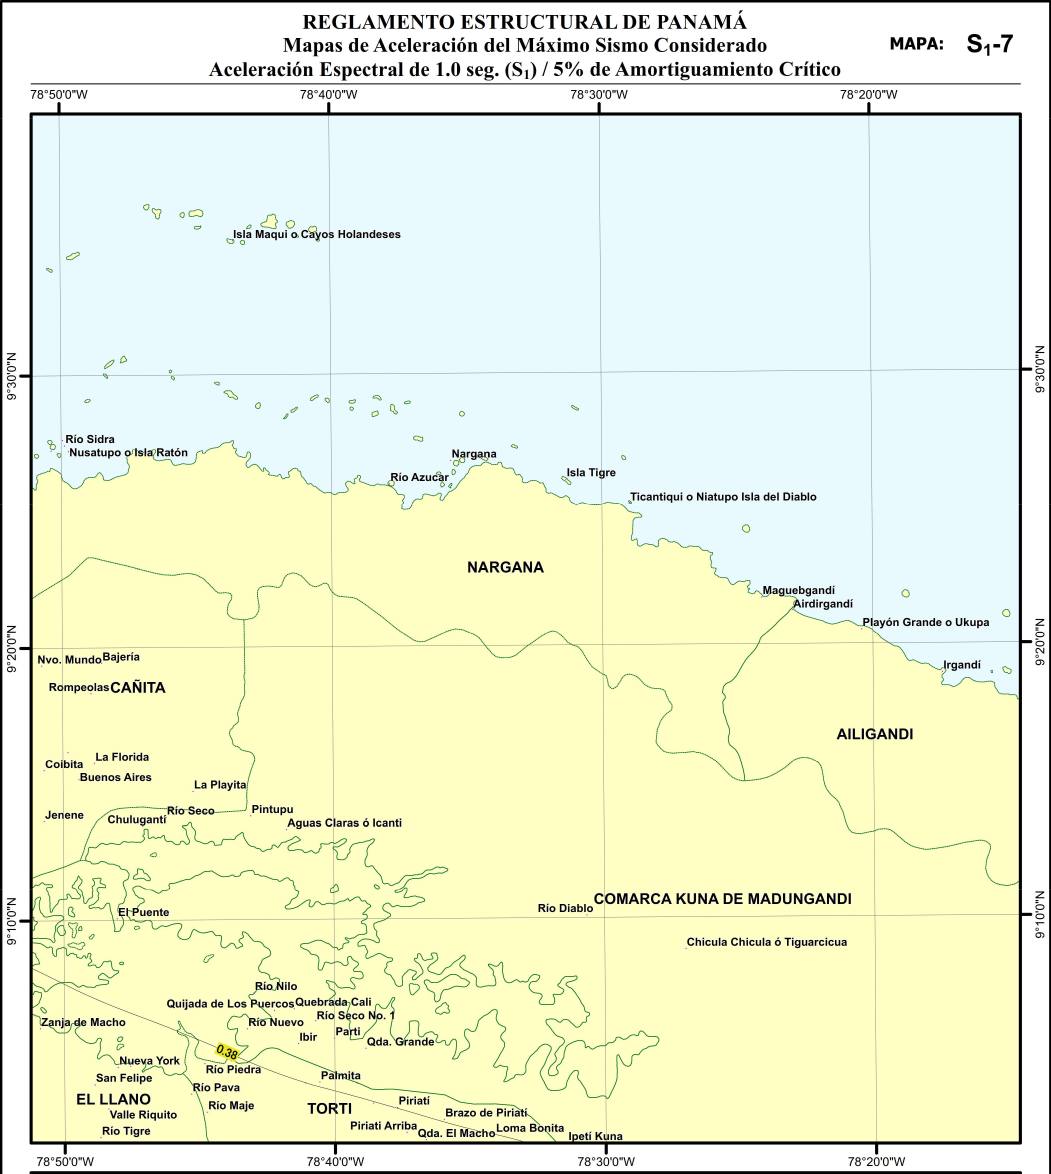 REGLAMENTO ESTRUCTURAL DE PANAMÁ
Mapas de Aceleración del Máximo Sismo Considerado
MAPA: S₁-7
Aceleración Espectral de 1.0 seg. (S₁) / 5% de Amortiguamiento Crítico
78°50'0"W 78°40'0"W 78°30'0"W 78°20'0"W
Isla Maqui o Cayos Holandeses
9°30'0"N 9°30'0"N
Río Sidra
Nusatupo o Isla Ratón
Nargana
Isla Tigre
Río Azucar
Ticantiqui o Niatupo Isla del Diablo
NARGANA
Maguebgandí
Airdirgandí
Playón Grande o Ukupa
9°20'0"N 9°20'0"N
Nvo. Mundo Bajería
Irgandí
Rompeolas CAÑITA
AILIGANDI
La Florida
Coibita
Buenos Aires
La Playita
Río Seco Pintupu
Jenene
Chulugantí
Aguas Claras ó Icanti
COMARCA KUNA DE MADUNGANDI
Río Diablo
El Puente
9°10'0"N 9°10'0"N
Chicula Chicula ó Tiguarcicua
Río Nilo
Quijada de Los Puercos Quebrada Cali
Río Seco No. 1
Zanja de Macho Río Nuevo
Parti
Ibir
Qda. Grande
0.38
Nueva York
Río Piedra
San Felipe Palmita
Río Pava
EL LLANO Piriatí
Río Maje TORTI
Valle Riquito Brazo de Piriatí
Piriati Arriba
Río Tigre Qda. El Macho Loma Bonita
Ipetí Kuna
78°50'0"W 78°40'0"W 78°30'0"W 78°20'0"W